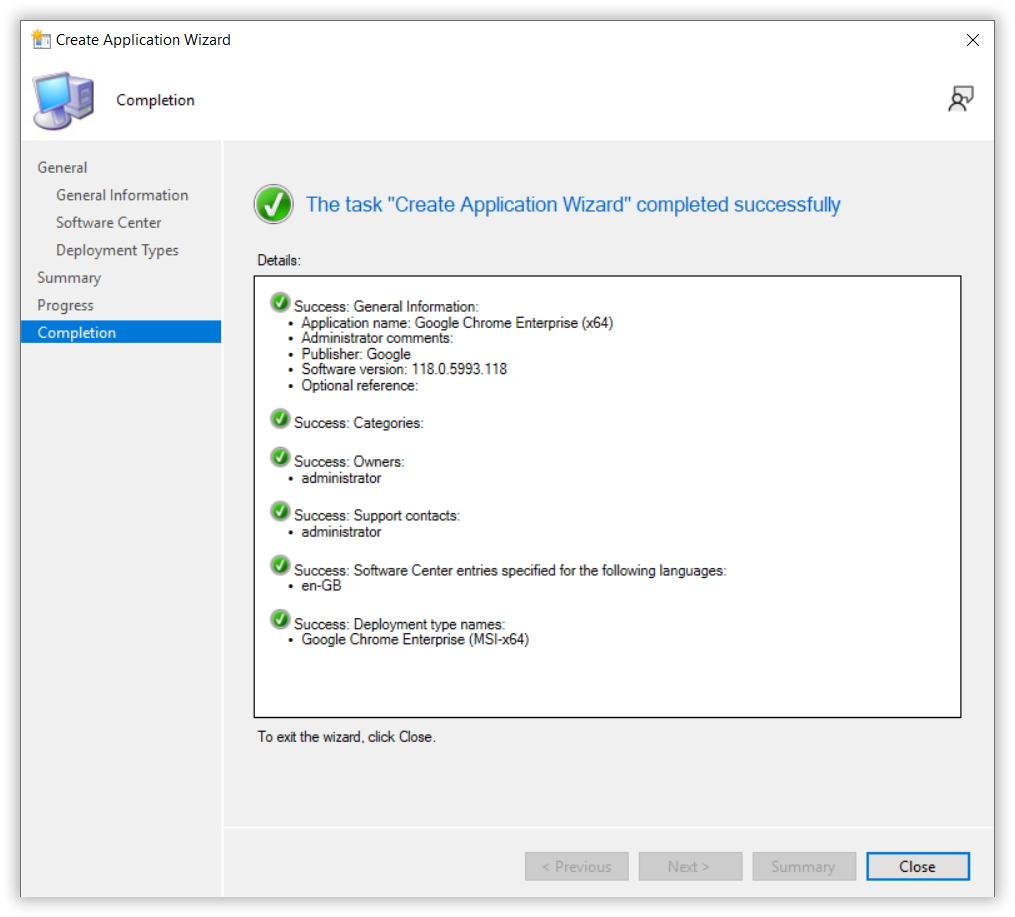 Create Application Wizard
Completion
General
General Information
Software Center
Deployment Types
Summary
Progress
Completion
The task "Create Application Wizard" completed successfully
Details:
Success: General Information:
• Application name: Google Chrome Enterprise (x64)
• Administrator comments:
• Publisher: Google
• Software version: 118.0.5993.118
• Optional reference:
Success: Categories:
Success: Owners:
• administrator
Success: Support contacts:
• administrator
Success: Software Center entries specified for the following languages:
• en-GB
Success: Deployment type names:
• Google Chrome Enterprise (MSI-x64)
To exit the wizard, click Close.
< Previous
Next >
Summary
Close